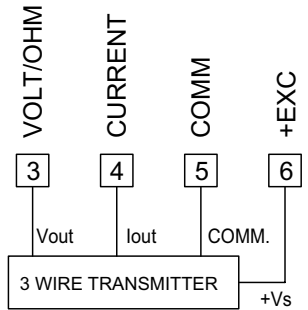 VOLT/OHM
CURRENT
COMM
+EXC
3
4
5
6
Vout
Iout
COMM.
3 WIRE TRANSMITTER
+Vs